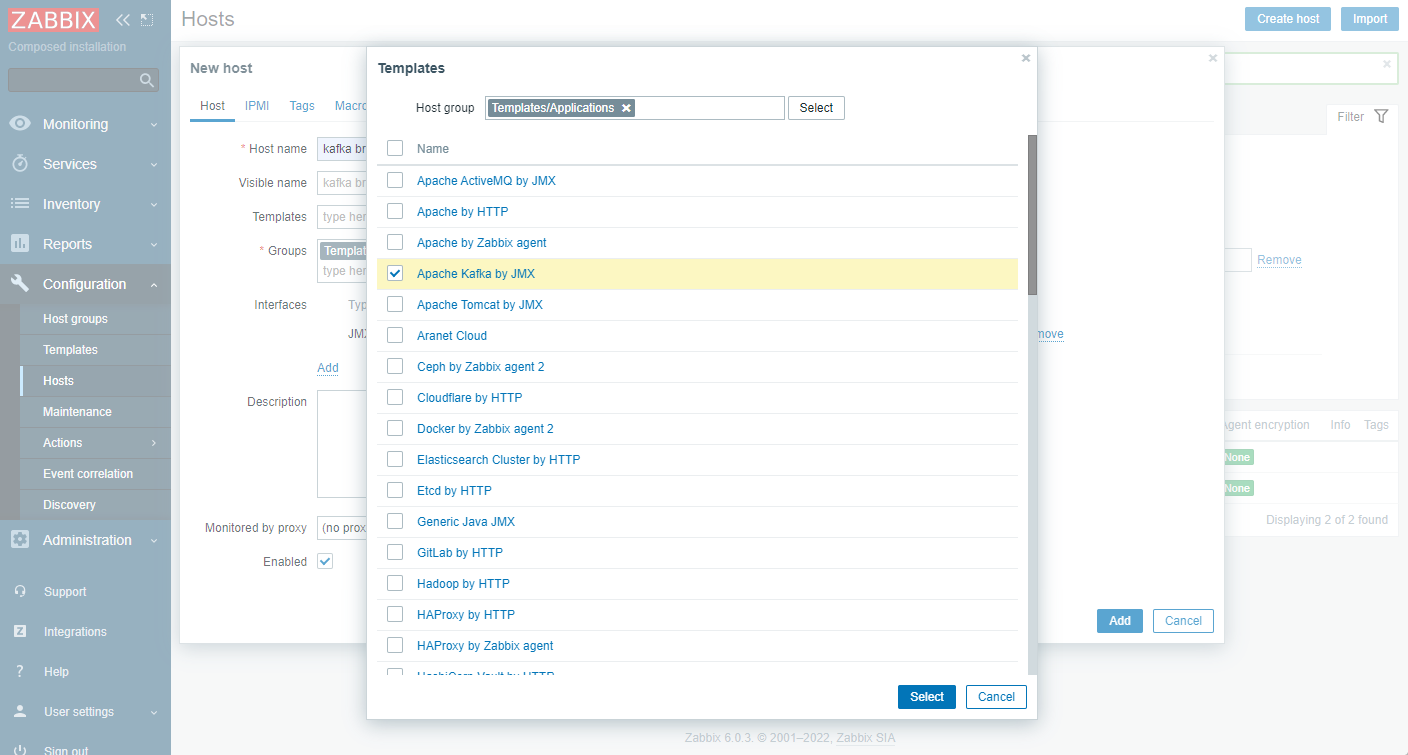 ZABBIX
Composed installation
Monitoring
Services
Inventory
Reports
Configuration
Host groups
Templates
Hosts
Maintenance
Actions
Event correlation
Discovery
Administration
Support
Integrations
Help
User settings
Sign out
Hosts
Create host
Import
Filter
Remove
Agent encryption Info Tags
None
None
Displaying 2 of 2 found
New host
Host IPMI Tags Macro
* Host name kafka br
Visible name kafka br
Templates type her
* Groups Templat
type here
Interfaces Typ
JMX
move
Add
Description
Monitored by proxy (no prox
Enabled
Add Cancel
Templates
Host group Templates/Applications Select
Name
Apache ActiveMQ by JMX
Apache by HTTP
Apache by Zabbix agent
Apache Kafka by JMX
Apache Tomcat by JMX
Aranet Cloud
Ceph by Zabbix agent 2
Cloudflare by HTTP
Docker by Zabbix agent 2
Elasticsearch Cluster by HTTP
Etcd by HTTP
Generic Java JMX
GitLab by HTTP
Hadoop by HTTP
HAProxy by HTTP
HAProxy by Zabbix agent
HashiCorp Vault by HTTP
Select Cancel
Zabbix 6.0.3. © 2001–2022, Zabbix SIA